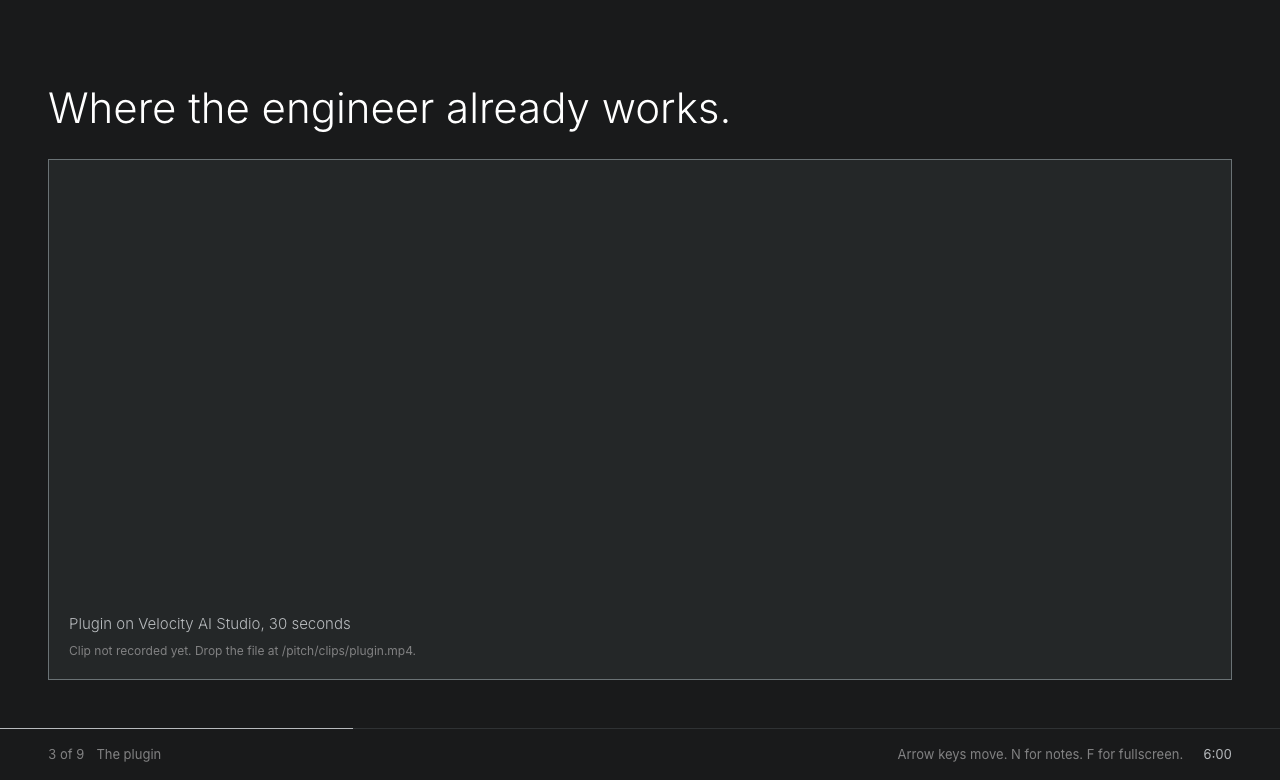 Where the engineer already works.
Plugin on Velocity AI Studio, 30 seconds
Clip not recorded yet. Drop the file at /pitch/clips/plugin.mp4.
3 of 9 The plugin
Arrow keys move. N for notes. F for fullscreen. 6:00